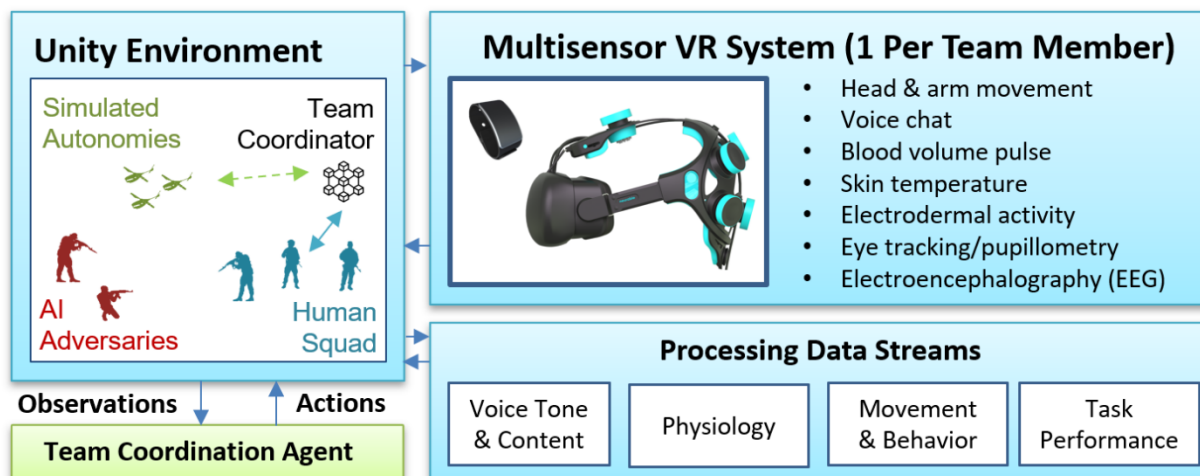 Unity Environment
Simulated
Autonomies
Team
Coordinator
AI
Adversaries
Human
Squad
Multisensor VR System (1 Per Team Member)
• Head & arm movement
• Voice chat
• Blood volume pulse
• Skin temperature
• Electrodermal activity
• Eye tracking/pupillometry
• Electroencephalography (EEG)
Observations
Actions
Team Coordination Agent
Processing Data Streams
Voice Tone
& Content
Physiology
Movement
& Behavior
Task
Performance